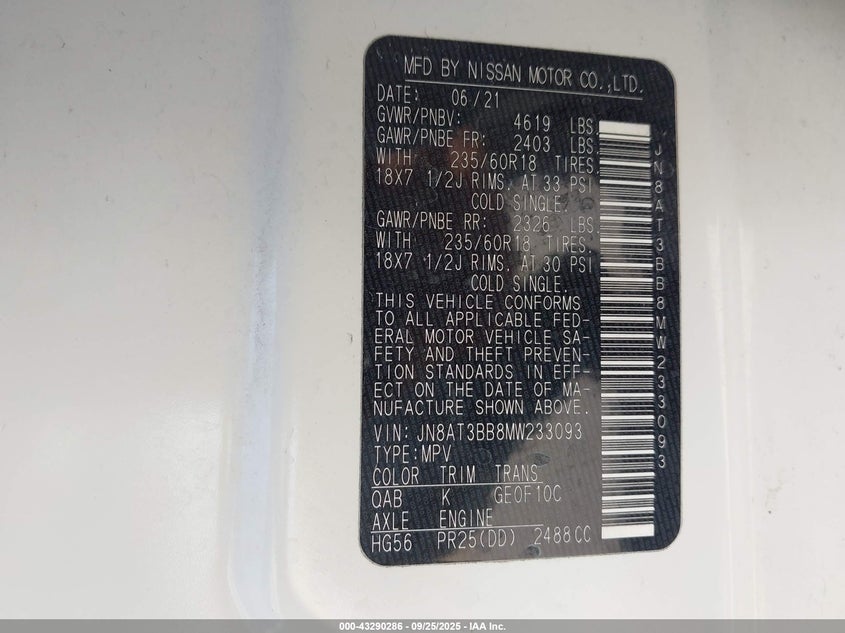 MFD BY NISSAN MOTOR CO.,LTD.
DATE: 06/21
GVWR/PNBV: 4619 LBS.
GAWR/PNBE FR: 2403 LBS.
WITH 235/60R18 TIRES.
18X7 1/2J RIMS. AT 33 PSI
COLD SINGLE.
GAWR/PNBE RR: 2326 LBS.
WITH 235/60R18 TIRES.
18X7 1/2J RIMS. AT 30 PSI
COLD SINGLE.
THIS VEHICLE CONFORMS
TO ALL APPLICABLE FED-
ERAL MOTOR VEHICLE SA-
FETY AND THEFT PREVEN-
TION STANDARDS IN EFF-
ECT ON THE DATE OF MA-
NUFACTURE SHOWN ABOVE.
VIN: JN8AT3BB8MW233093
TYPE:MPV
COLOR TRIM TRANS
QAB K GE0F10C
AXLE ENGINE
HG56 PR25(DD) 2488CC
*JN8AT3BB8MW233093
000-43290286 - 09/25/2025 - IAA Inc.